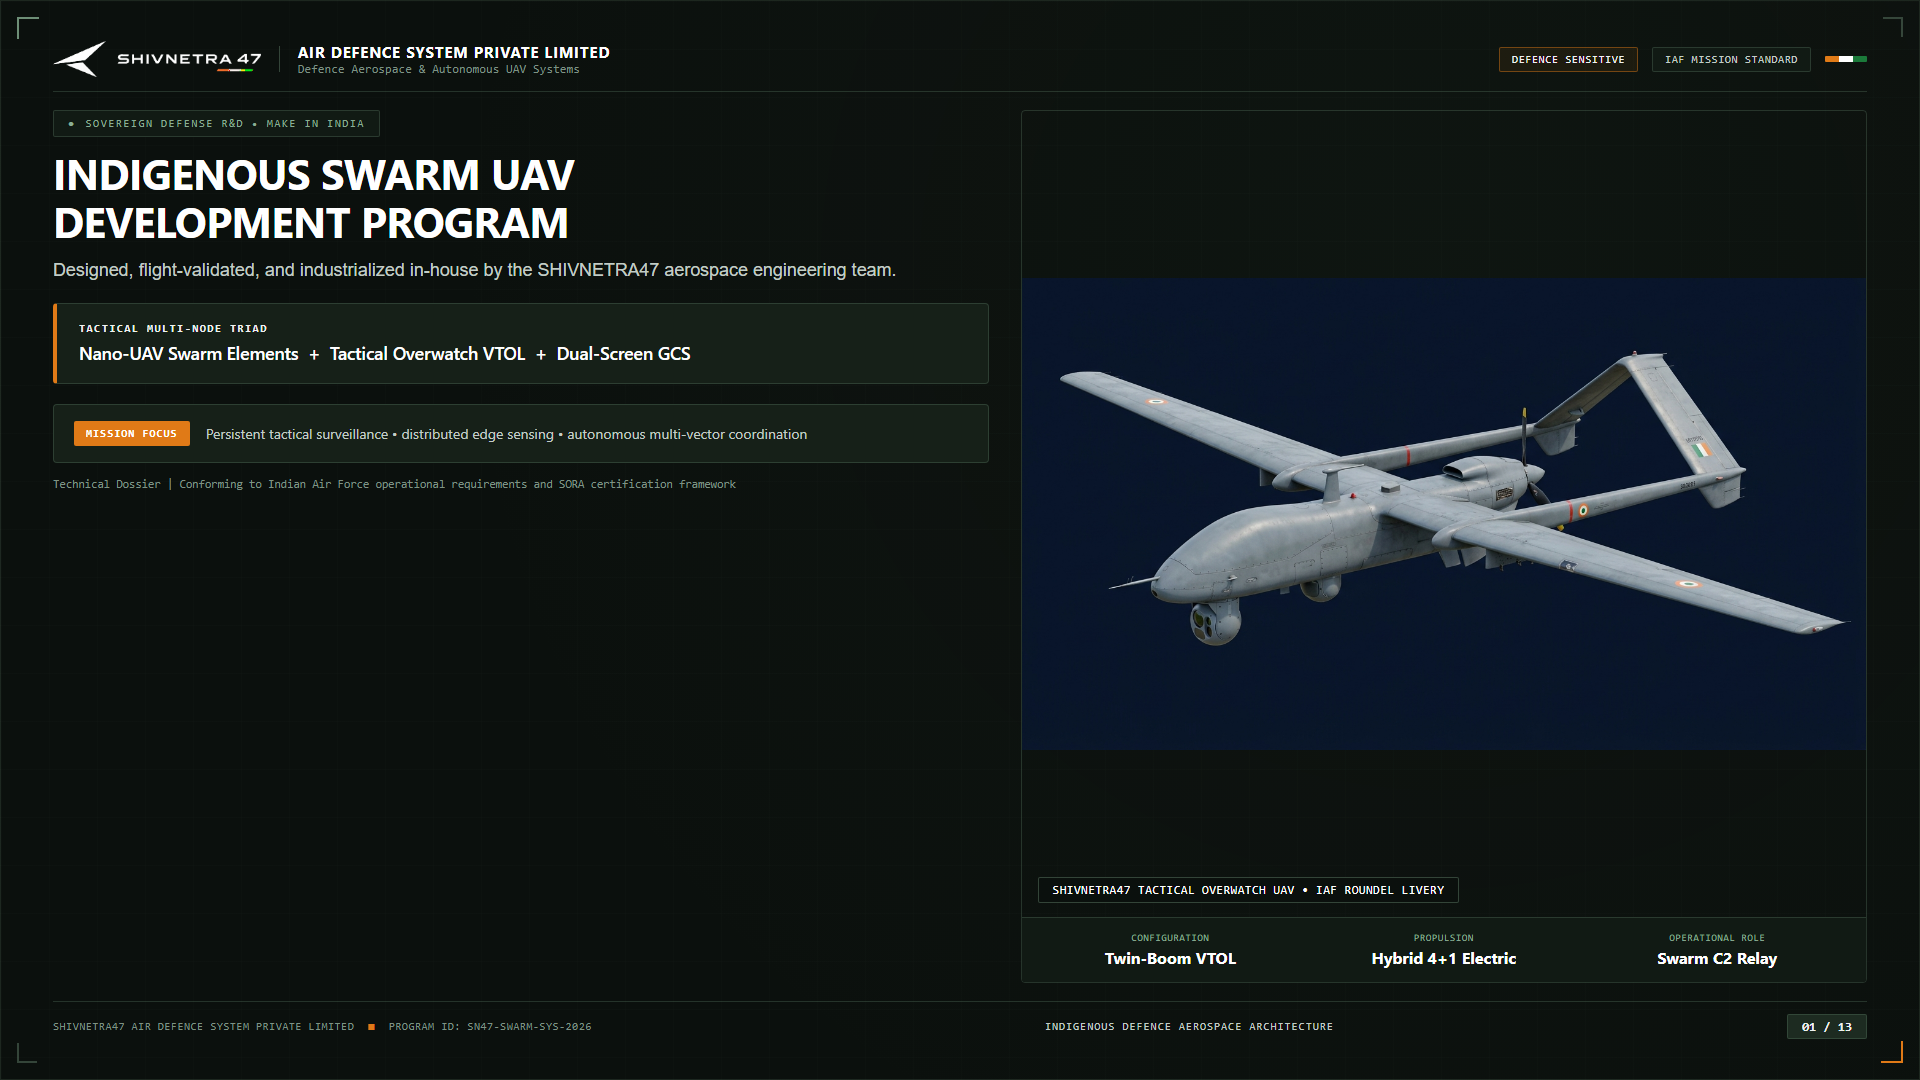 SHIVNETRA 47
AIR DEFENCE SYSTEM PRIVATE LIMITED
Defence Aerospace & Autonomous UAV Systems
DEFENCE SENSITIVE
IAF MISSION STANDARD
● SOVEREIGN DEFENSE R&D • MAKE IN INDIA
INDIGENOUS SWARM UAV
DEVELOPMENT PROGRAM
Designed, flight-validated, and industrialized in-house by the SHIVNETRA47 aerospace engineering team.
TACTICAL MULTI-NODE TRIAD
Nano-UAV Swarm Elements + Tactical Overwatch VTOL + Dual-Screen GCS
MISSION FOCUS
Persistent tactical surveillance • distributed edge sensing • autonomous multi-vector coordination
Technical Dossier | Conforming to Indian Air Force operational requirements and SORA certification framework
SHIVNETRA47 TACTICAL OVERWATCH UAV • IAF ROUNDEL LIVERY
CONFIGURATION
Twin-Boom VTOL
PROPULSION
Hybrid 4+1 Electric
OPERATIONAL ROLE
Swarm C2 Relay
SHIVNETRA47 AIR DEFENCE SYSTEM PRIVATE LIMITED ■ PROGRAM ID: SN47-SWARM-SYS-2026
INDIGENOUS DEFENCE AEROSPACE ARCHITECTURE
01 / 13